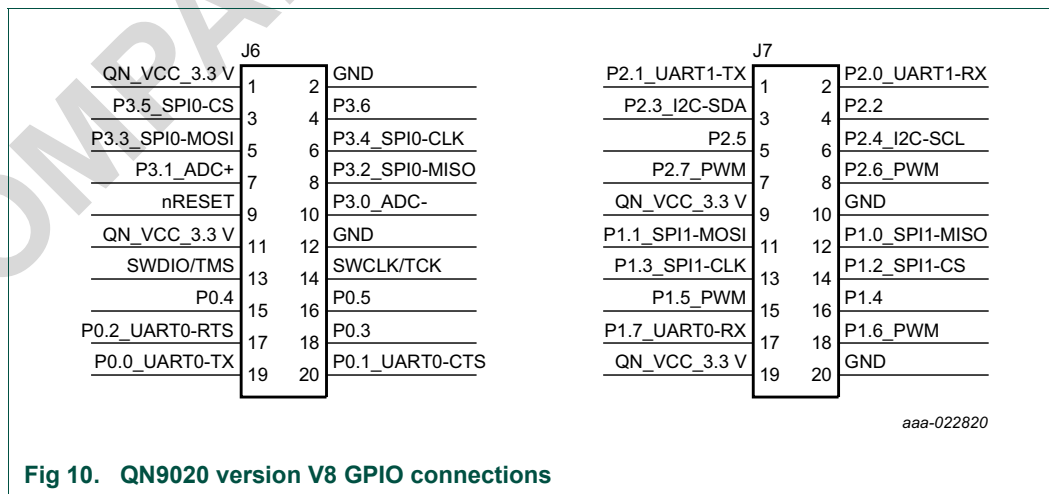 J6
QN_VCC_3.3 V 1 2 GND
P3.5_SPI0-CS 3 4 P3.6
P3.3_SPI0-MOSI 5 6 P3.4_SPI0-CLK
P3.1_ADC+ 7 8 P3.2_SPI0-MISO
nRESET 9 10 P3.0_ADC-
QN_VCC_3.3 V 11 12 GND
SWDIO/TMS 13 14 SWCLK/TCK
P0.4 15 16 P0.5
P0.2_UART0-RTS 17 18 P0.3
P0.0_UART0-TX 19 20 P0.1_UART0-CTS
J7
P2.1_UART1-TX 1 2 P2.0_UART1-RX
P2.3_I2C-SDA 3 4 P2.2
P2.5 5 6 P2.4_I2C-SCL
P2.7_PWM 7 8 P2.6_PWM
QN_VCC_3.3 V 9 10 GND
P1.1_SPI1-MOSI 11 12 P1.0_SPI1-MISO
P1.3_SPI1-CLK 13 14 P1.2_SPI1-CS
P1.5_PWM 15 16 P1.4
P1.7_UART0-RX 17 18 P1.6_PWM
QN_VCC_3.3 V 19 20 GND
aaa-022820
Fig 10. QN9020 version V8 GPIO connections